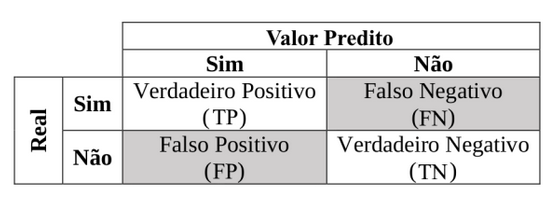 Valor Predito
Sim Não
Real
Sim
Verdadeiro Positivo
(TP)
Falso Negativo
(FN)
Não
Falso Positivo
(FP)
Verdadeiro Negativo
(TN)